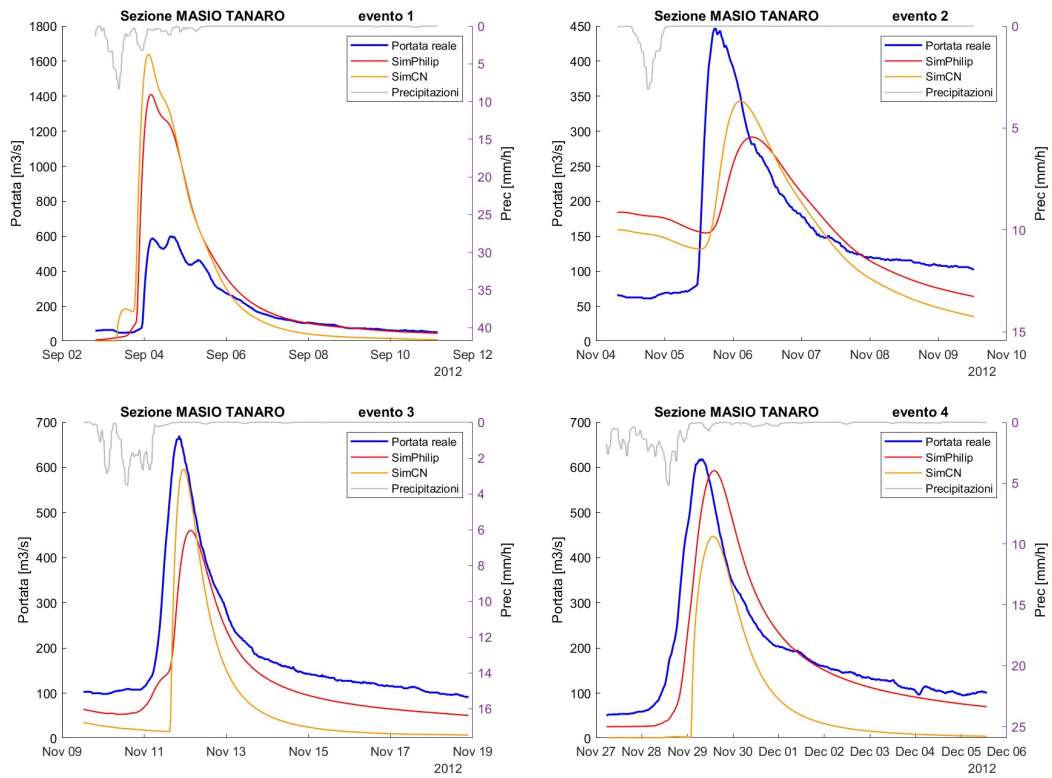 Sezione MASIO TANARO evento 1
1800
1600
1400
1200
1800
800
600
400
200
0
Portata [m3/s]
0
5
10
15
20
25
30
35
40
Prec [mm/h]
Portata reale
SimPhilip
SimCN
Precipitazioni
Sep 02 Sep 04 Sep 06 Sep 08 Sep 10 Sep 12
2012
Sezione MASIO TANARO evento 2
450
400
350
300
250
200
150
100
50
0
Portata [m3/s]
0
5
10
15
Prec [mm/h]
Portata reale
SimPhilip
SimCN
Precipitazioni
Nov 04 Nov 05 Nov 06 Nov 07 Nov 08 Nov 09 Nov 10
2012
Sezione MASIO TANARO evento 3
700
600
500
400
300
200
100
0
Portata [m3/s]
0
2
4
6
8
10
12
14
16
Prec [mm/h]
Portata reale
SimPhilip
SimCN
Precipitazioni
Nov 09 Nov 11 Nov 13 Nov 15 Nov 17 Nov 19
2012
Sezione MASIO TANARO evento 4
700
600
500
400
300
200
100
0
Portata [m3/s]
0
5
10
15
20
25
Prec [mm/h]
Portata reale
SimPhilip
SimCN
Precipitazioni
Nov 27 Nov 28 Nov 29 Nov 30 Dec 01 Dec 02 Dec 03 Dec 04 Dec 05 Dec 06
2012